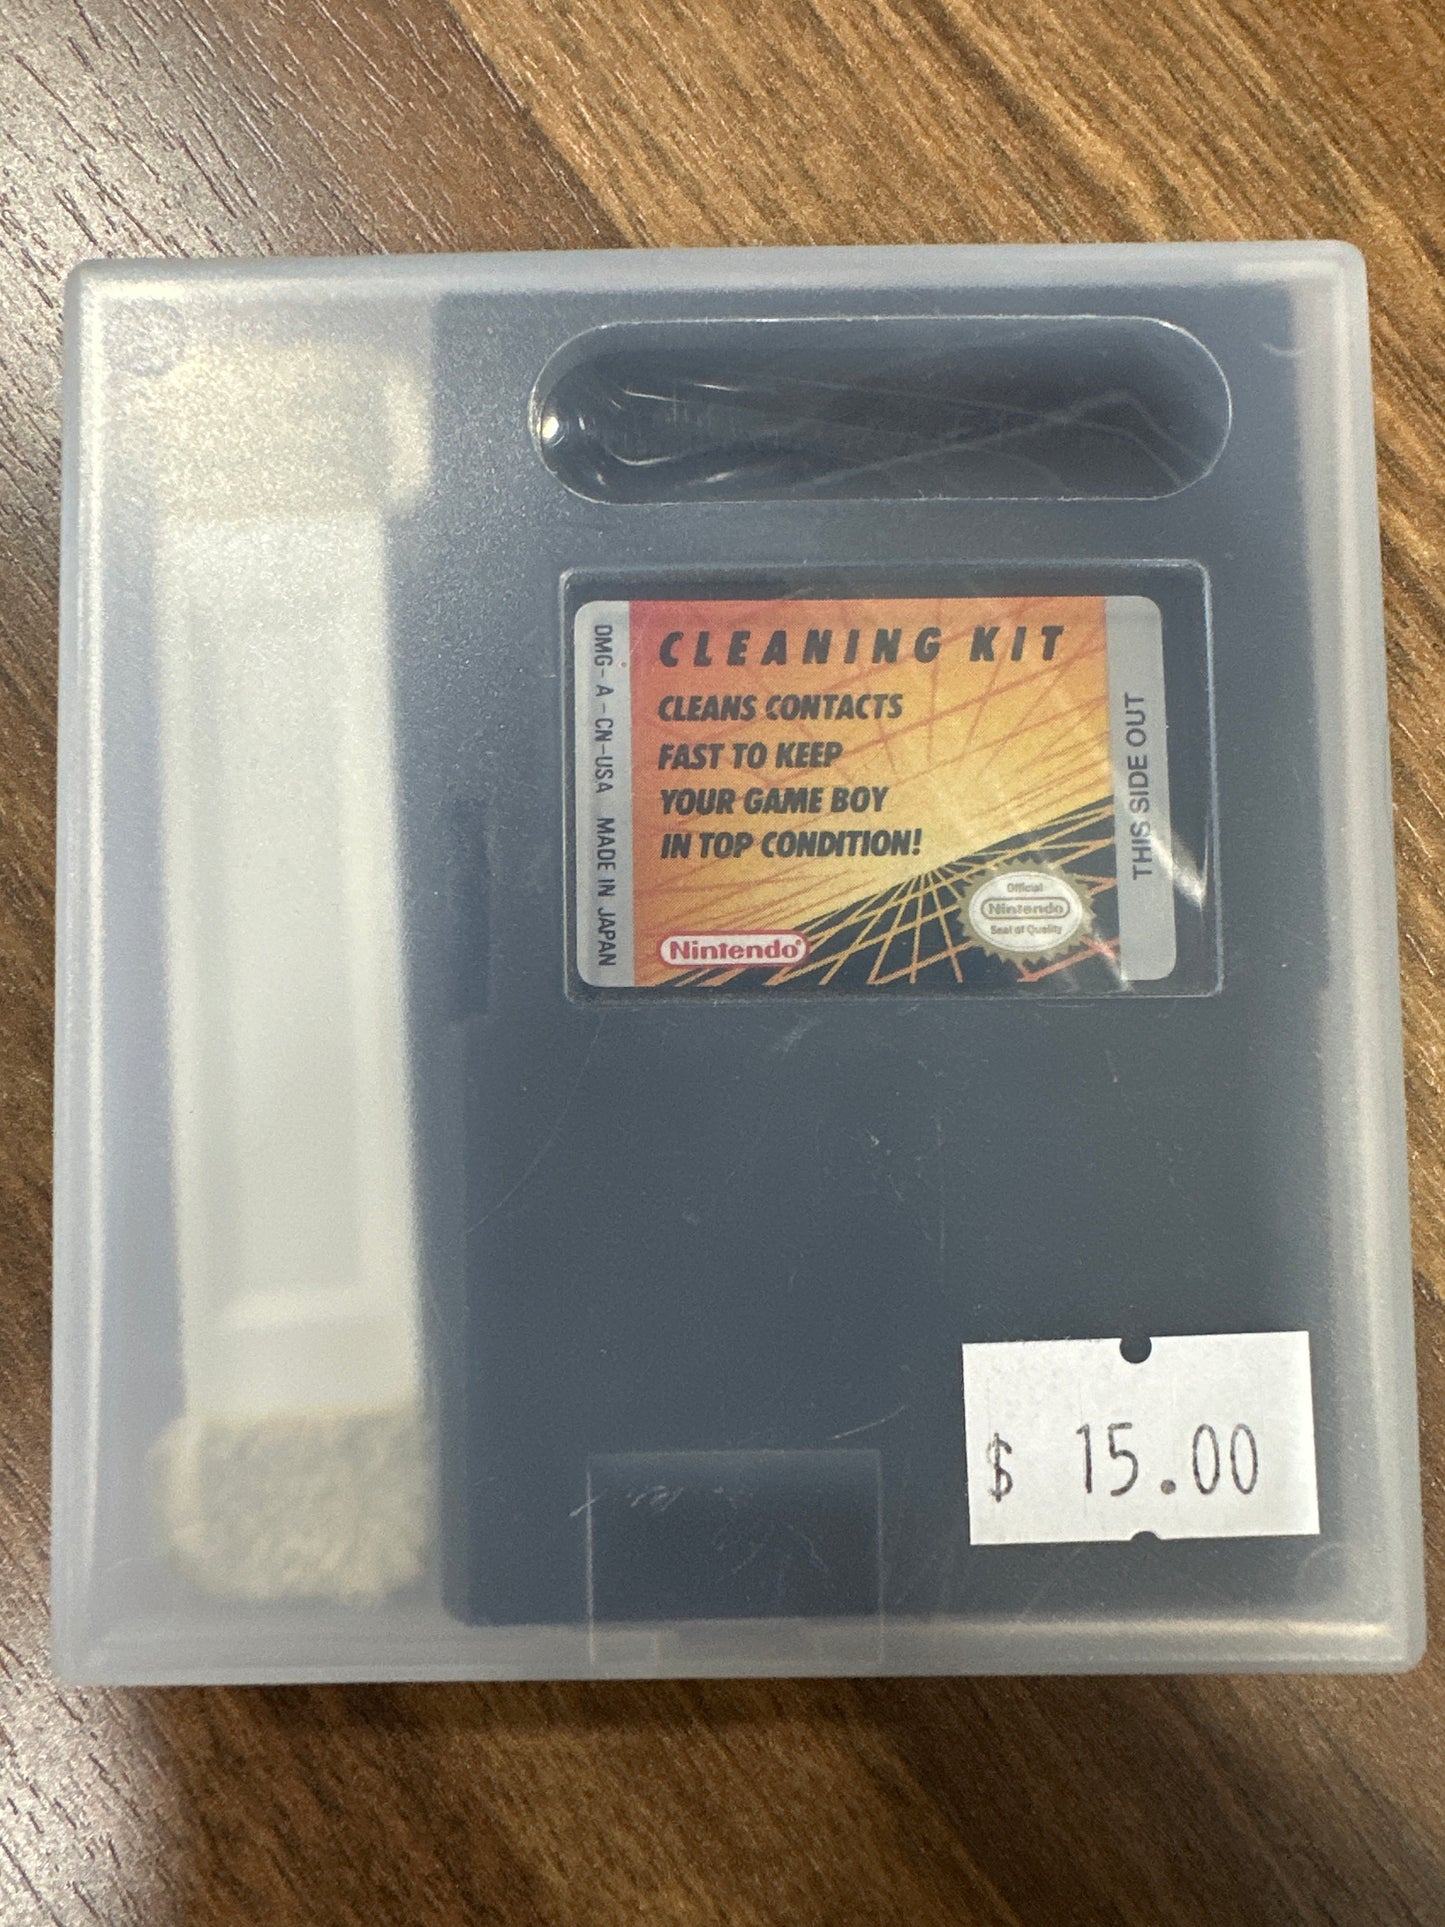 CLEANING KIT
CLEANS CONTACTS
FAST TO KEEP
YOUR GAME BOY
IN TOP CONDITION!
Nintendo®
Official
Nintendo
Seal of Quality
DMG-A-CN-USA MADE IN JAPAN
THIS SIDE OUT
$ 15.00